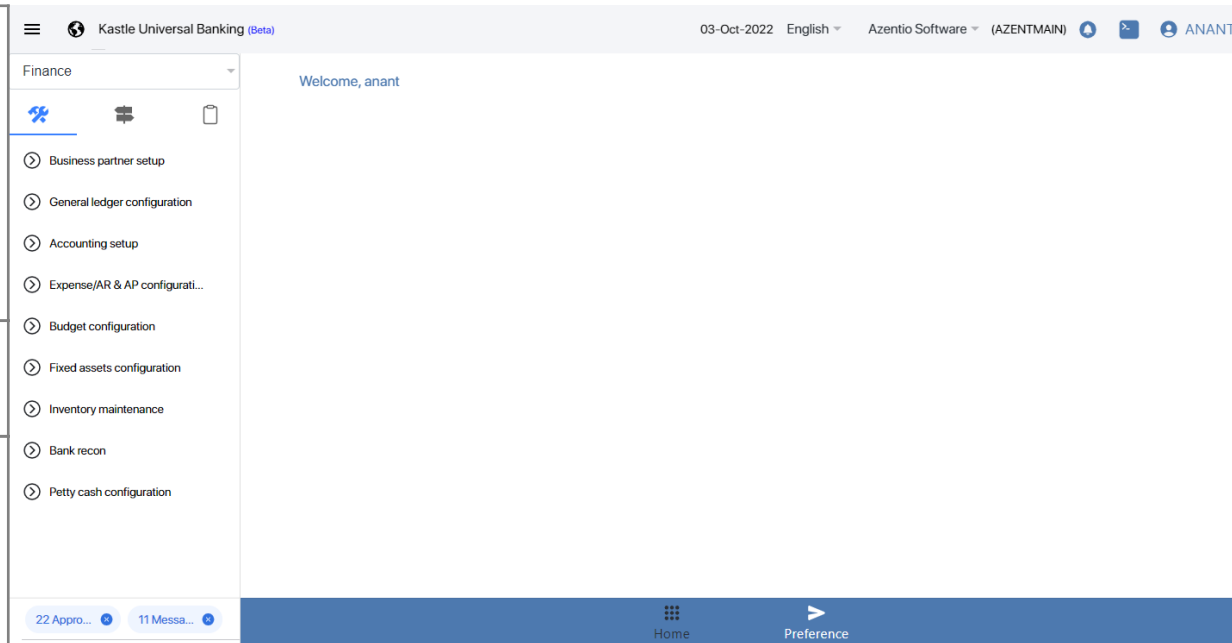 Kastle Universal Banking (Beta)
03-Oct-2022 English Azentio Software (AZENTMAIN) ANANT
Finance
Welcome, anant
Business partner setup
General ledger configuration
Accounting setup
Expense/AR & AP configurati...
Budget configuration
Fixed assets configuration
Inventory maintenance
Bank recon
Petty cash configuration
22 Appro... 11 Messa...
Home Preference